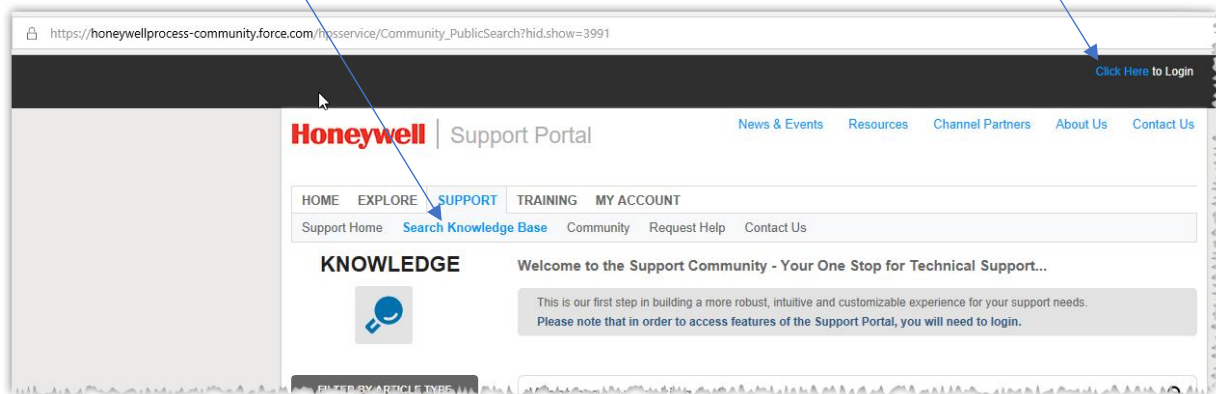 https://honeywellprocess-community.force.com/hpsservice/Community_PublicSearch?hid.show=3991
Click Here to Login
Honeywell | Support Portal
News & Events Resources Channel Partners About Us Contact Us
HOME EXPLORE SUPPORT TRAINING MY ACCOUNT
Support Home Search Knowledge Base Community Request Help Contact Us
KNOWLEDGE
Welcome to the Support Community - Your One Stop for Technical Support...
This is our first step in building a more robust, intuitive and customizable experience for your support needs.
Please note that in order to access features of the Support Portal, you will need to login.
FILTER BY ARTICLE TYPE